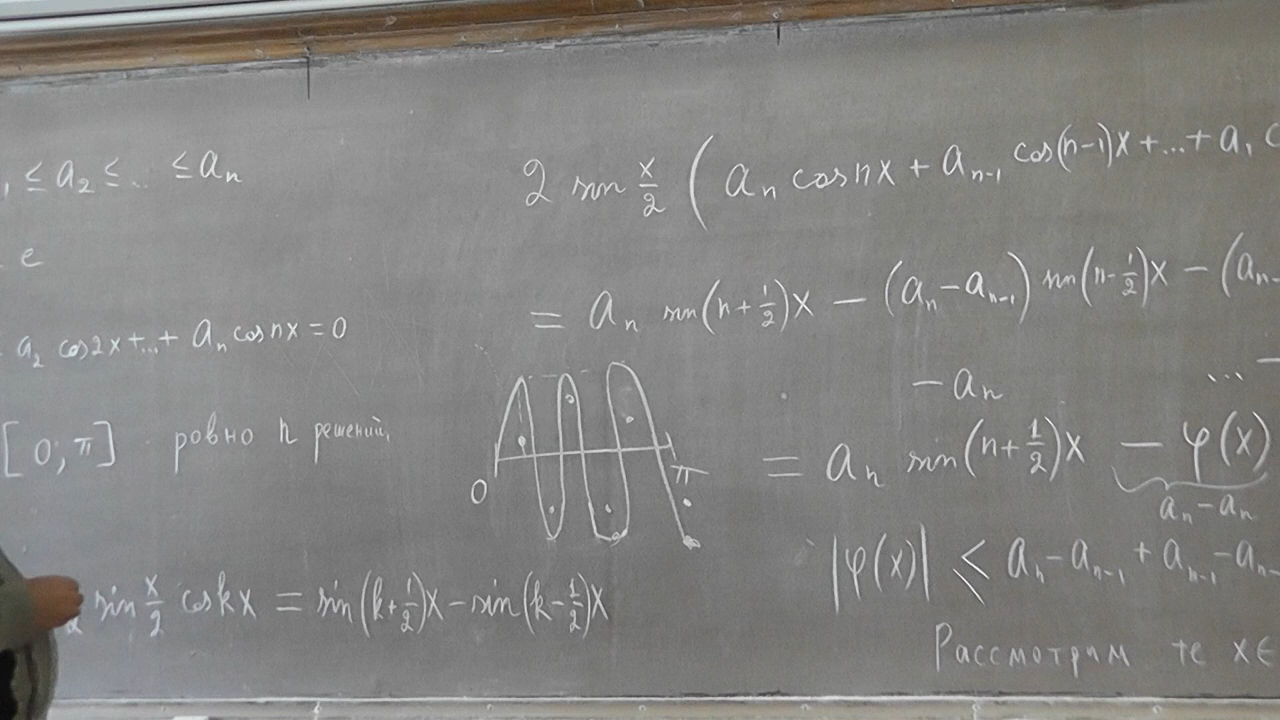 ₁ ≤ a₂ ≤ ... ≤ aₙ
e
a₂ cos2x + ... + aₙ cosnx = 0
[0; π] ровно n решений.
sin x/2 coskx = sin(k+1/2)x − sin(k−1/2)x
0 π
2 sin x/2 (aₙ cosnx + aₙ₋₁ cos(n−1)x + ... + a₁ c
= aₙ sin(n+1/2)x − (aₙ−aₙ₋₁) sin(n−1/2)x − (aₙ₋
− aₙ ... −
= aₙ sin(n+1/2)x − φ(x)
aₙ−aₙ
|φ(x)| ≤ aₙ−aₙ₋₁ + aₙ₋₁−aₙ₋
Рассмотрим те x∈